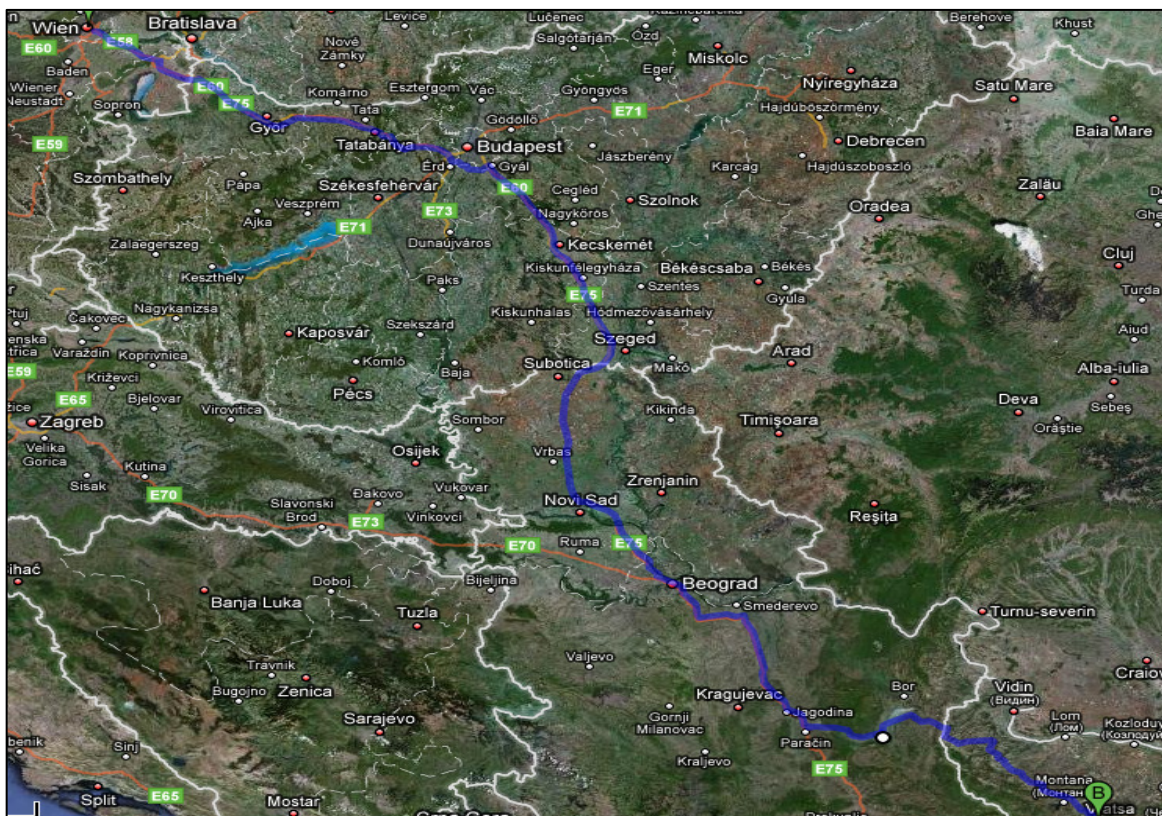 Wien
E58
Bratislava
Levice
Lučenec
Ózd
Berehove
Khust
E60
Baden
Nové
Zámky
Salgótarján
Miskolc
Wiener
Neustadt
Sopron
E60
E75
Komárno
Tata
Esztergom
Vác
Eger
Gyöngyös
E71
Nyíregyháza
Hajdúböszörmény
Satu Mare
Baia Mare
E59
Győr
Tatabánya
Gödöllő
Budapest
Jászberény
Debrecen
Hajdúszoboszló
Szombathely
Pápa
Érd
Gyál
E60
Karcag
Székesfehérvár
Veszprém
Ajka
E71
E73
Cegléd
Nagykőrös
Szolnok
Oradea
Zalău
Zalaegerszeg
Keszthely
Dunaújváros
Kecskemét
Cluj
Paks
Kiskunfélegyháza
E75
Békéscsaba
Békés
Gyula
Szentes
Turda
Ptuj
Čakovec
Nagykanizsa
Varaždin
Koprivnica
Kaposvár
Szekszárd
Kiskunhalas
Hódmezővásárhely
Szeged
Makó
Arad
Aiud
Alba-iulia
E59
E65
Križevci
Bjelovar
Komló
Pécs
Baja
Subotica
Sebeş
Zagreb
Virovitica
Sombor
Kikinda
Timişoara
Deva
Orăştie
Velika
Gorica
Sisak
Kutina
E70
Osijek
Vrbas
Zrenjanin
Slavonski
Brod
Đakovo
E73
Vukovar
Vinkovci
Novi Sad
Reşiţa
E70
Ruma
E75
Bihać
Banja Luka
Doboj
Bijeljina
Tuzla
Beograd
Smederevo
Turnu-severin
Travnik
Bugojno
Zenica
Valjevo
Sarajevo
Kragujevac
Gornji
Milanovac
Jagodina
Bor
Vidin
(Видин)
Lom
(Лом)
Kozloduy
(Козлодуй)
Sinj
Kraljevo
Paraćin
E75
Montana
(Монтан
B
Split
E65
Mostar